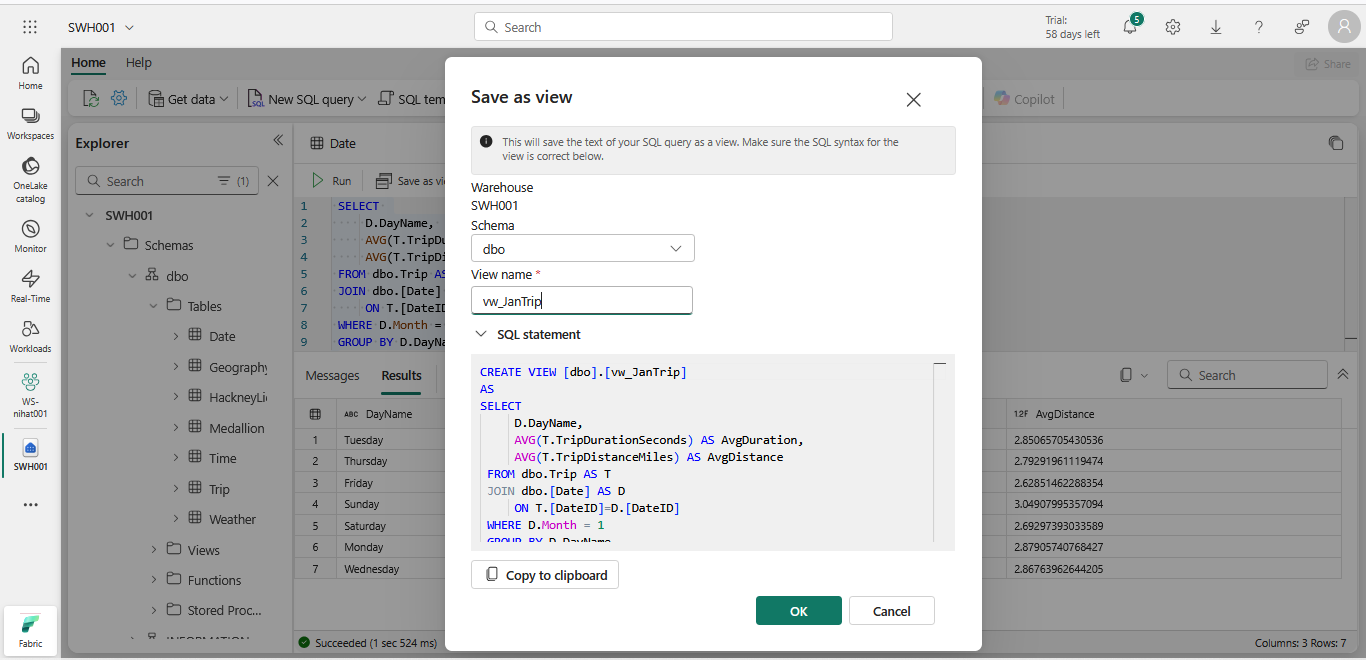 SWH001
Search
Trial:
58 days left
5
Home
Workspaces
OneLake
catalog
Monitor
Real-Time
Workloads
WS-
nihat001
SWH001
Fabric
Home
Help
Share
Get data
SQL
New SQL query
SQL tem
Copilot
Explorer
Search
(1)
SWH001
Schemas
dbo
Tables
Date
Geography
HackneyLi
Medallion
Time
Trip
Weather
Views
Functions
Stored Proc...
INFORMATION
Date
Run
Save as vi
1 SELECT
2 D.DayName,
3 AVG(T.TripDu
4 AVG(T.TripDi
5 FROM dbo.Trip AS
6 JOIN dbo.[Date]
7 ON T.[DateID
8 WHERE D.Month =
9 GROUP BY D.DayNa
Messages
Results
Search
ABC DayName
12F AvgDistance
1 Tuesday 2.85065705430536
2 Thursday 2.79291961119474
3 Friday 2.62851462288354
4 Sunday 3.04907995357094
5 Saturday 2.69297393033589
6 Monday 2.87905740768427
7 Wednesday 2.86763962644205
Succeeded (1 sec 524 ms)
Columns: 3 Rows: 7
Save as view
This will save the text of your SQL query as a view. Make sure the SQL syntax for the
view is correct below.
Warehouse
SWH001
Schema
dbo
View name *
vw_JanTrip
SQL statement
CREATE VIEW [dbo].[vw_JanTrip]
AS
SELECT
D.DayName,
AVG(T.TripDurationSeconds) AS AvgDuration,
AVG(T.TripDistanceMiles) AS AvgDistance
FROM dbo.Trip AS T
JOIN dbo.[Date] AS D
ON T.[DateID]=D.[DateID]
WHERE D.Month = 1
GROUP BY D.DayName
Copy to clipboard
OK
Cancel